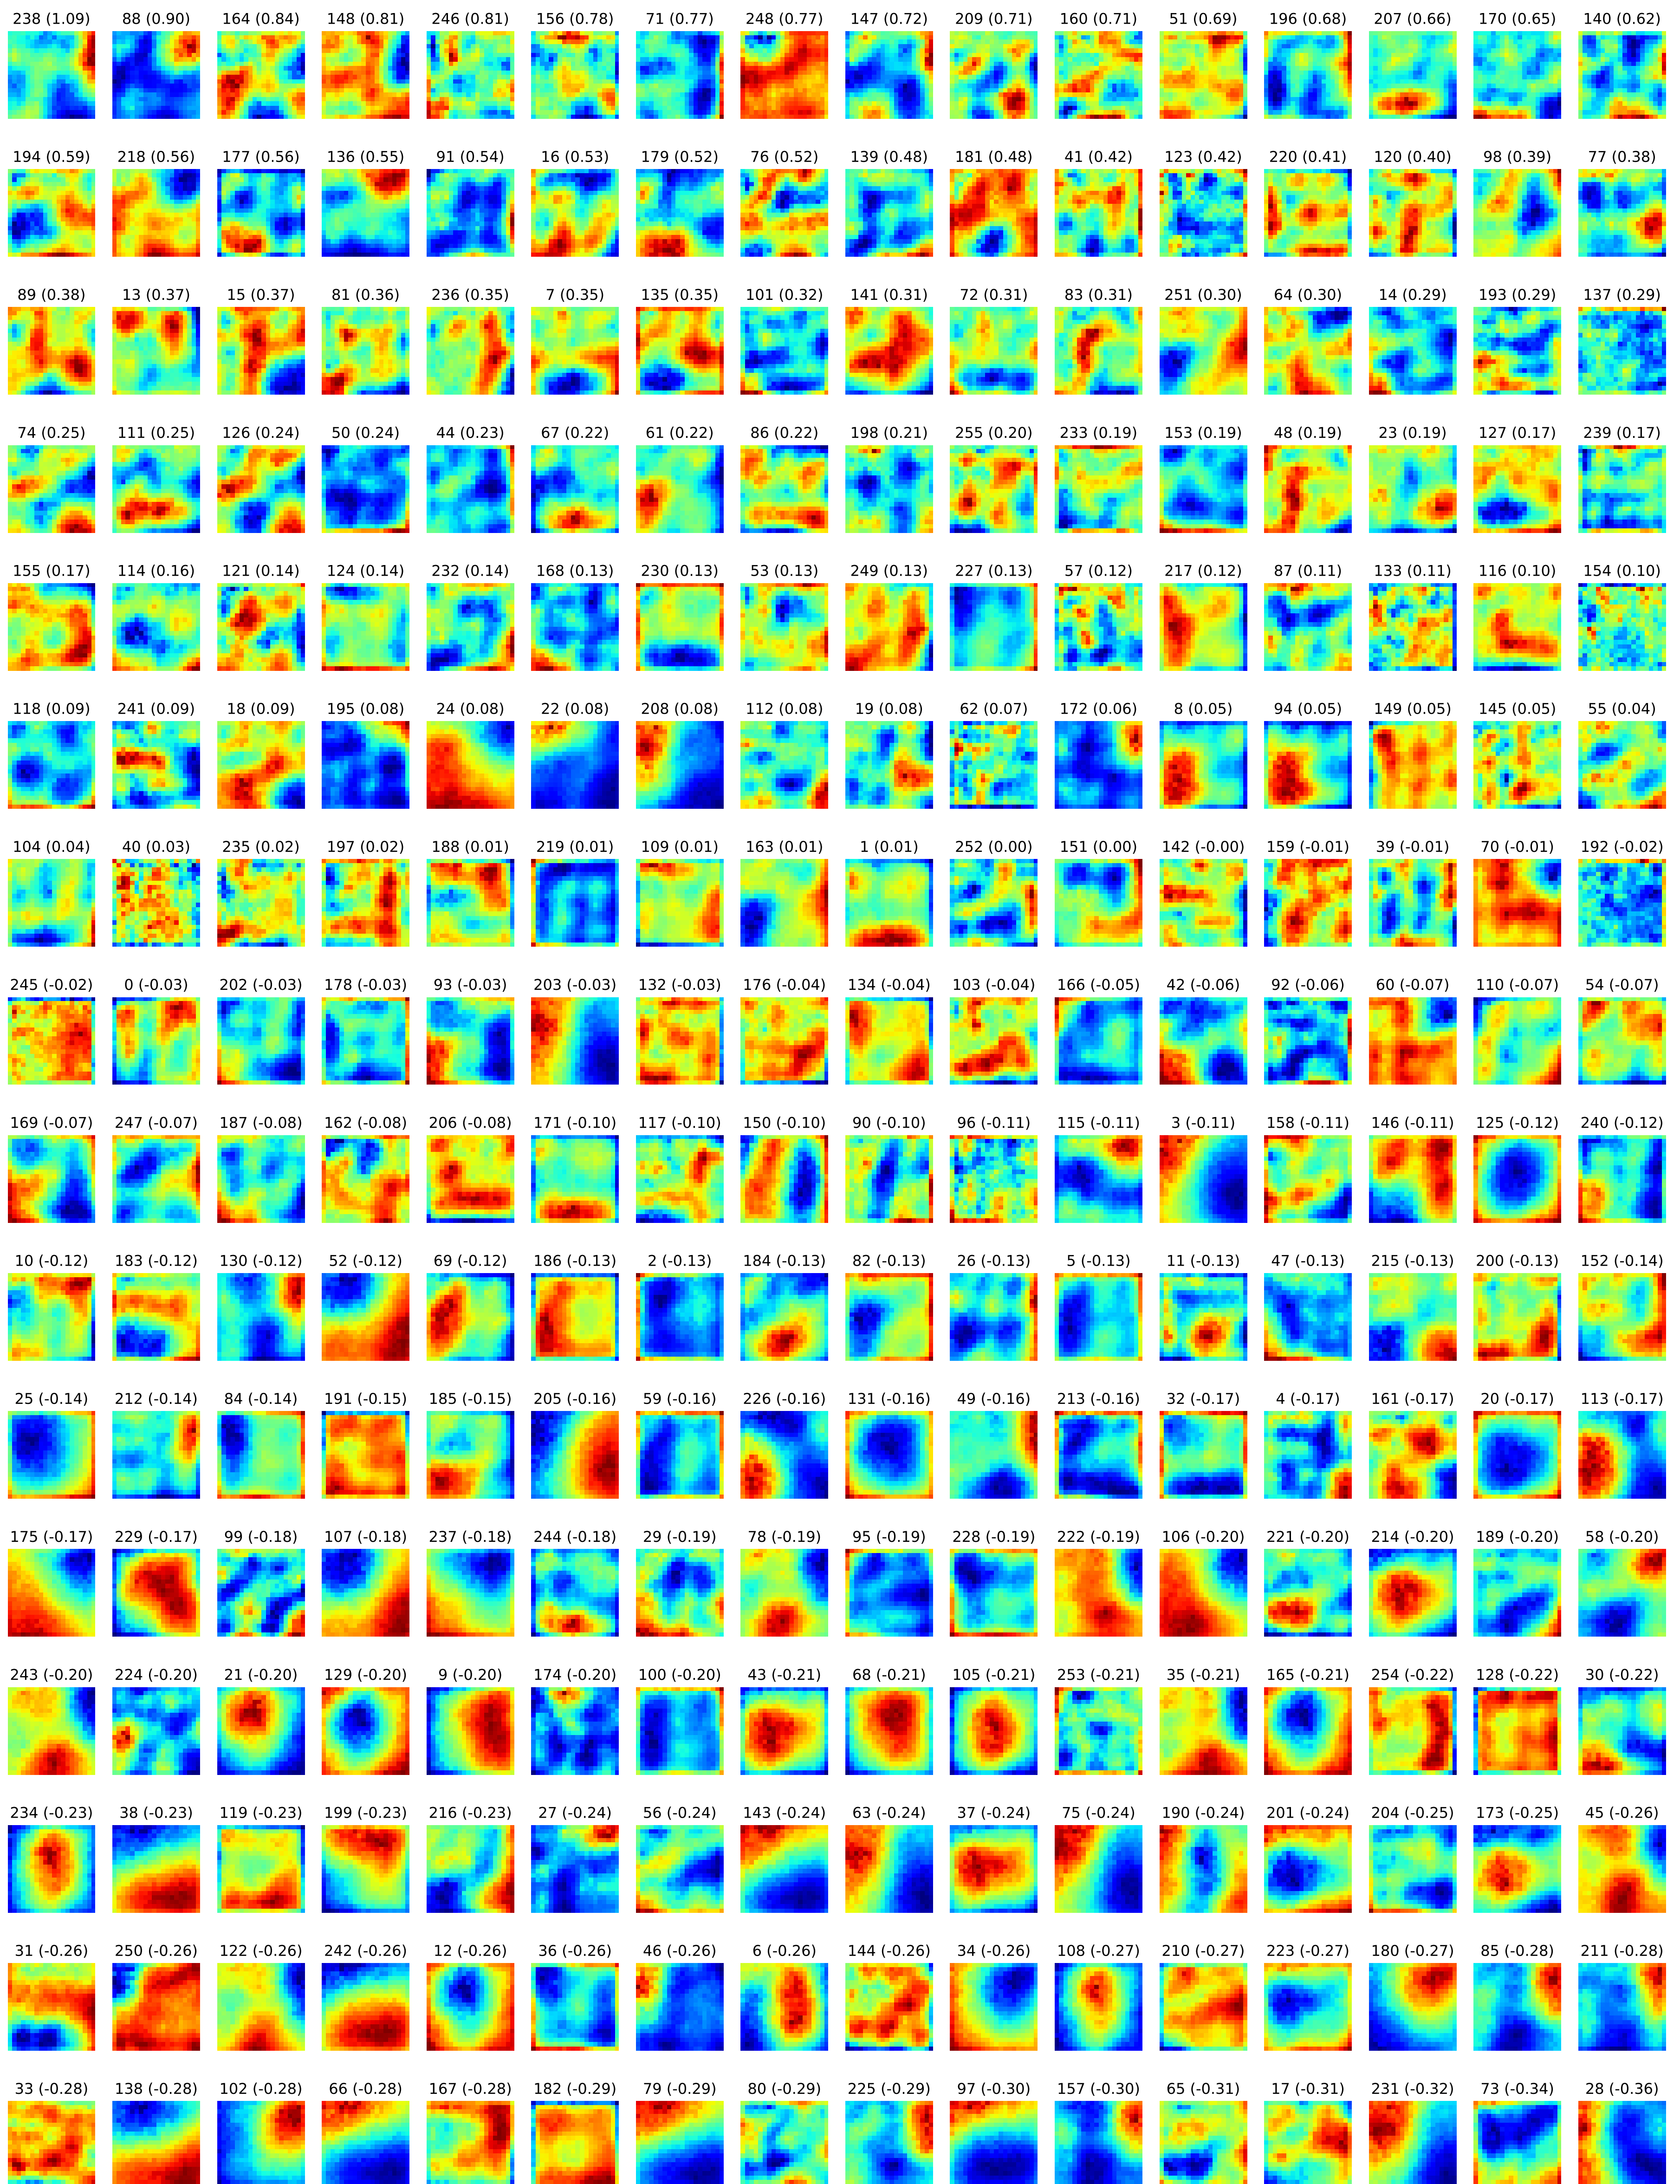 238 (1.09) 88 (0.90) 164 (0.84) 148 (0.81) 246 (0.81) 156 (0.78) 71 (0.77) 248 (0.77) 147 (0.72) 209 (0.71) 160 (0.71) 51 (0.69) 196 (0.68) 207 (0.66) 170 (0.65) 140 (0.62)
194 (0.59) 218 (0.56) 177 (0.56) 136 (0.55) 91 (0.54) 16 (0.53) 179 (0.52) 76 (0.52) 139 (0.48) 181 (0.48) 41 (0.42) 123 (0.42) 220 (0.41) 120 (0.40) 98 (0.39) 77 (0.38)
89 (0.38) 13 (0.37) 15 (0.37) 81 (0.36) 236 (0.35) 7 (0.35) 135 (0.35) 101 (0.32) 141 (0.31) 72 (0.31) 83 (0.31) 251 (0.30) 64 (0.30) 14 (0.29) 193 (0.29) 137 (0.29)
74 (0.25) 111 (0.25) 126 (0.24) 50 (0.24) 44 (0.23) 67 (0.22) 61 (0.22) 86 (0.22) 198 (0.21) 255 (0.20) 233 (0.19) 153 (0.19) 48 (0.19) 23 (0.19) 127 (0.17) 239 (0.17)
155 (0.17) 114 (0.16) 121 (0.14) 124 (0.14) 232 (0.14) 168 (0.13) 230 (0.13) 53 (0.13) 249 (0.13) 227 (0.13) 57 (0.12) 217 (0.12) 87 (0.11) 133 (0.11) 116 (0.10) 154 (0.10)
118 (0.09) 241 (0.09) 18 (0.09) 195 (0.08) 24 (0.08) 22 (0.08) 208 (0.08) 112 (0.08) 19 (0.08) 62 (0.07) 172 (0.06) 8 (0.05) 94 (0.05) 149 (0.05) 145 (0.05) 55 (0.04)
104 (0.04) 40 (0.03) 235 (0.02) 197 (0.02) 188 (0.01) 219 (0.01) 109 (0.01) 163 (0.01) 1 (0.01) 252 (0.00) 151 (0.00) 142 (-0.00) 159 (-0.01) 39 (-0.01) 70 (-0.01) 192 (-0.02)
245 (-0.02) 0 (-0.03) 202 (-0.03) 178 (-0.03) 93 (-0.03) 203 (-0.03) 132 (-0.03) 176 (-0.04) 134 (-0.04) 103 (-0.04) 166 (-0.05) 42 (-0.06) 92 (-0.06) 60 (-0.07) 110 (-0.07) 54 (-0.07)
169 (-0.07) 247 (-0.07) 187 (-0.08) 162 (-0.08) 206 (-0.08) 171 (-0.10) 117 (-0.10) 150 (-0.10) 90 (-0.10) 96 (-0.11) 115 (-0.11) 3 (-0.11) 158 (-0.11) 146 (-0.11) 125 (-0.12) 240 (-0.12)
10 (-0.12) 183 (-0.12) 130 (-0.12) 52 (-0.12) 69 (-0.12) 186 (-0.13) 2 (-0.13) 184 (-0.13) 82 (-0.13) 26 (-0.13) 5 (-0.13) 11 (-0.13) 47 (-0.13) 215 (-0.13) 200 (-0.13) 152 (-0.14)
25 (-0.14) 212 (-0.14) 84 (-0.14) 191 (-0.15) 185 (-0.15) 205 (-0.16) 59 (-0.16) 226 (-0.16) 131 (-0.16) 49 (-0.16) 213 (-0.16) 32 (-0.17) 4 (-0.17) 161 (-0.17) 20 (-0.17) 113 (-0.17)
175 (-0.17) 229 (-0.17) 99 (-0.18) 107 (-0.18) 237 (-0.18) 244 (-0.18) 29 (-0.19) 78 (-0.19) 95 (-0.19) 228 (-0.19) 222 (-0.19) 106 (-0.20) 221 (-0.20) 214 (-0.20) 189 (-0.20) 58 (-0.20)
243 (-0.20) 224 (-0.20) 21 (-0.20) 129 (-0.20) 9 (-0.20) 174 (-0.20) 100 (-0.20) 43 (-0.21) 68 (-0.21) 105 (-0.21) 253 (-0.21) 35 (-0.21) 165 (-0.21) 254 (-0.22) 128 (-0.22) 30 (-0.22)
234 (-0.23) 38 (-0.23) 119 (-0.23) 199 (-0.23) 216 (-0.23) 27 (-0.24) 56 (-0.24) 143 (-0.24) 63 (-0.24) 37 (-0.24) 75 (-0.24) 190 (-0.24) 201 (-0.24) 204 (-0.25) 173 (-0.25) 45 (-0.26)
31 (-0.26) 250 (-0.26) 122 (-0.26) 242 (-0.26) 12 (-0.26) 36 (-0.26) 46 (-0.26) 6 (-0.26) 144 (-0.26) 34 (-0.26) 108 (-0.27) 210 (-0.27) 223 (-0.27) 180 (-0.27) 85 (-0.28) 211 (-0.28)
33 (-0.28) 138 (-0.28) 102 (-0.28) 66 (-0.28) 167 (-0.28) 182 (-0.29) 79 (-0.29) 80 (-0.29) 225 (-0.29) 97 (-0.30) 157 (-0.30) 65 (-0.31) 17 (-0.31) 231 (-0.32) 73 (-0.34) 28 (-0.36)